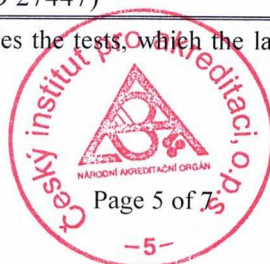 27447)
es the tests, which the la
Český institut pro akreditaci, o.p.s.
NÁRODNÍ AKREDITAČNÍ ORGÁN
Page 5 of 7
–5–